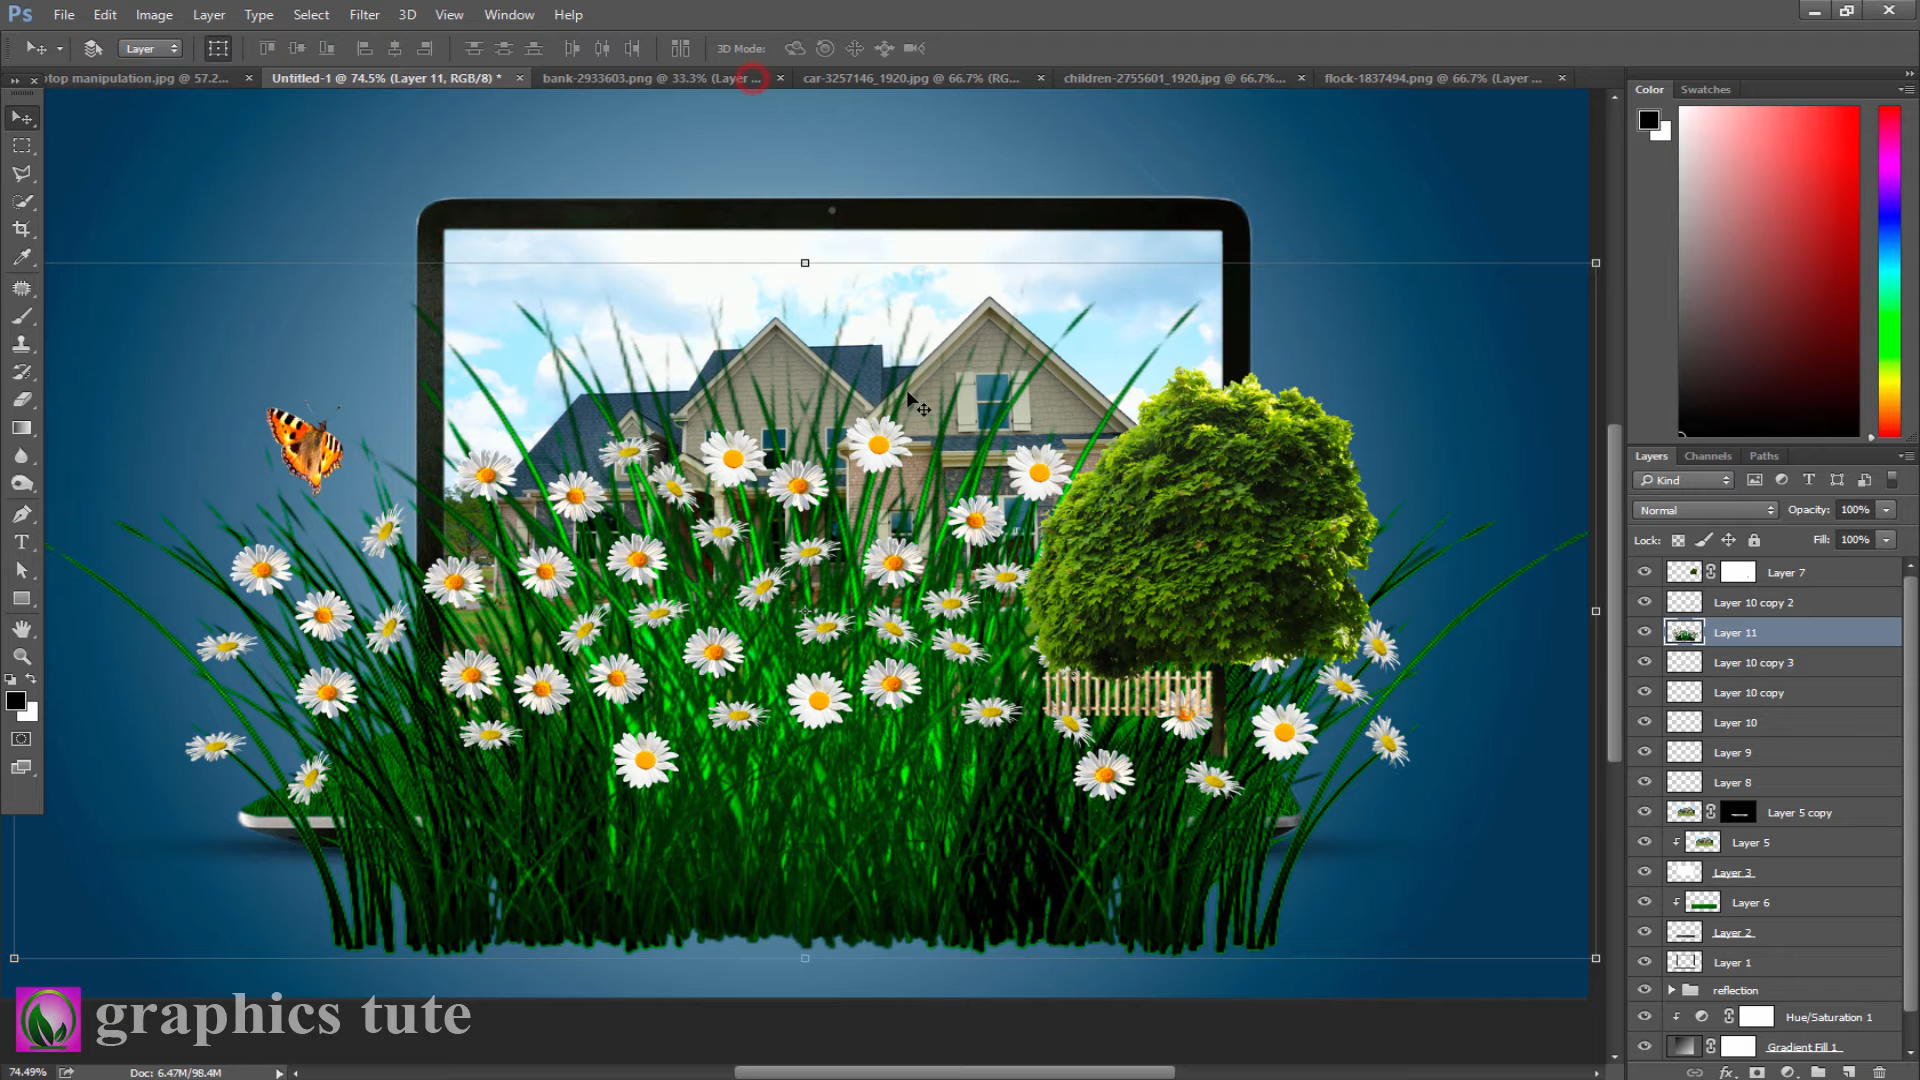 Ps File Edit Image Layer Type Select Filter 3D View Window Help
Layer 3D Mode:
top manipulation.jpg @ 57.2... Untitled-1 @ 74.5% (Layer 11, RGB/8) * bank-2933603.png @ 33.3% (Layer ... car-3257146_1920.jpg @ 66.7% (RG... children-2755601_1920.jpg @ 66.7%... flock-1837494.png @ 66.7% (Layer ...
Color Swatches
Layers Channels Paths
Kind
Normal Opacity: 100%
Lock: Fill: 100%
Layer 7
Layer 10 copy 2
Layer 11
Layer 10 copy 3
Layer 10 copy
Layer 10
Layer 9
Layer 8
Layer 5 copy
Layer 5
Layer 3
Layer 6
Layer 2
Layer 1
reflection
Hue/Saturation 1
Gradient Fill 1
graphics tute
74.49% Doc: 6.47M/98.4M